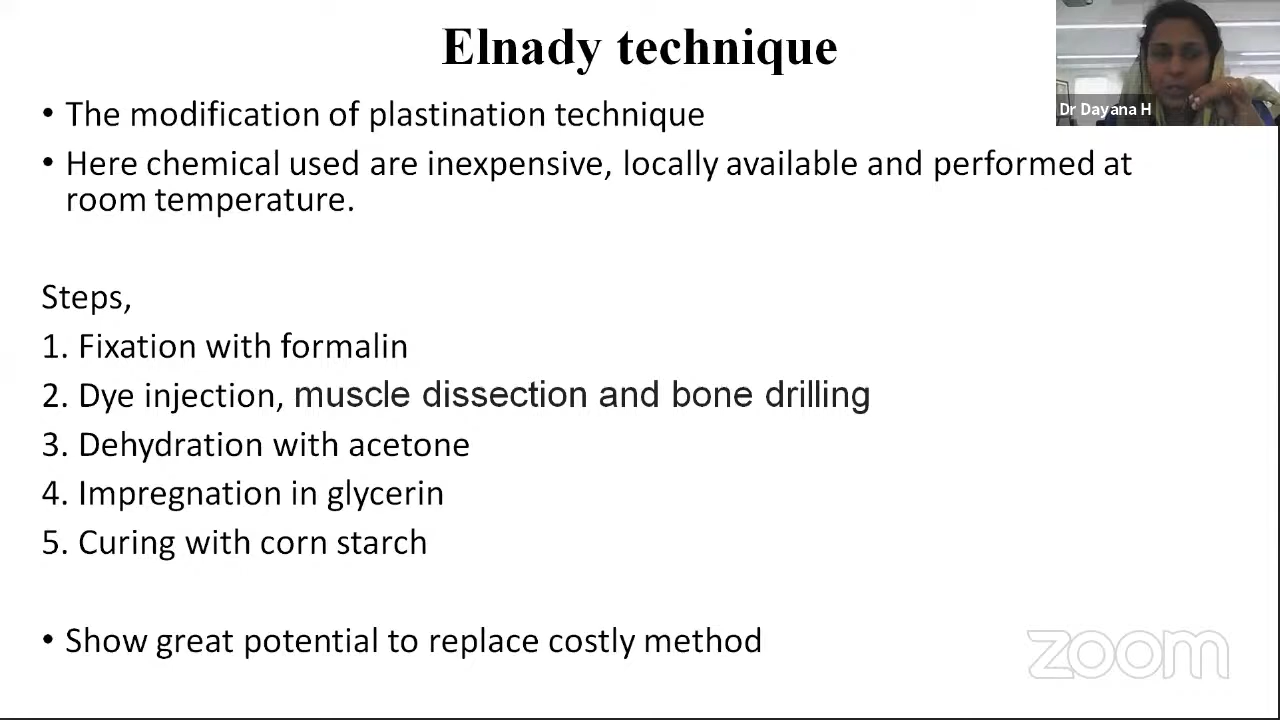 Elnady technique
Dr Dayana H
• The modification of plastination technique
• Here chemical used are inexpensive, locally available and performed at
room temperature.
Steps,
1. Fixation with formalin
2. Dye injection, muscle dissection and bone drilling
3. Dehydration with acetone
4. Impregnation in glycerin
5. Curing with corn starch
• Show great potential to replace costly method
zoom